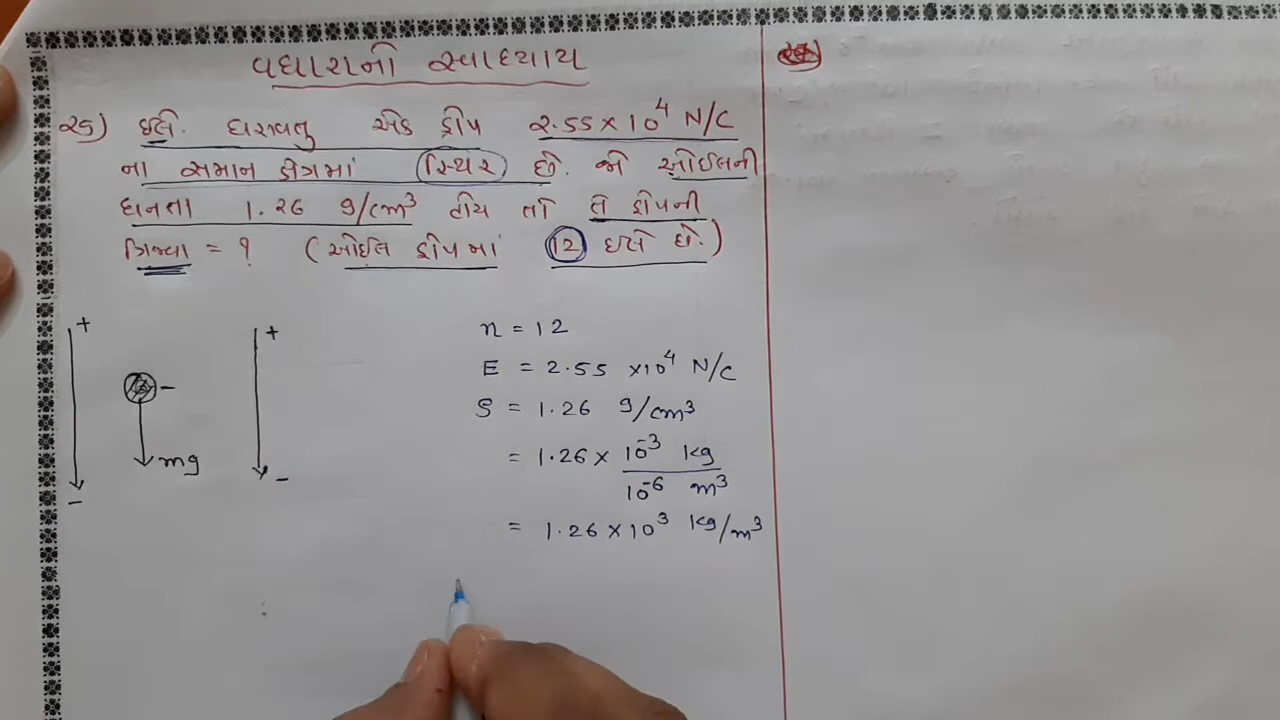 વધારાનો સ્વાધ્યાય
૨૬) ઇલે. ધરાવતુ એક ડ્રોપ ૨.55 × 10⁴ N/C
ના સમાન ક્ષેત્રમાં સ્થિર છે. જો ઓઇલની
ઘનતા 1.26 g/cm³ હોય તો તે ડ્રોપની
ત્રિજ્યા = ? (ઓઇલ ડ્રોપમાં 12 ઇલે છે.)
+
+
n = 12
E = 2.55 × 10⁴ N/C
- 
mg
ρ = 1.26 g/cm³
= 1.26 × 10⁻³ kg
10⁻⁶ m³
-
-
= 1.26 × 10³ kg/m³